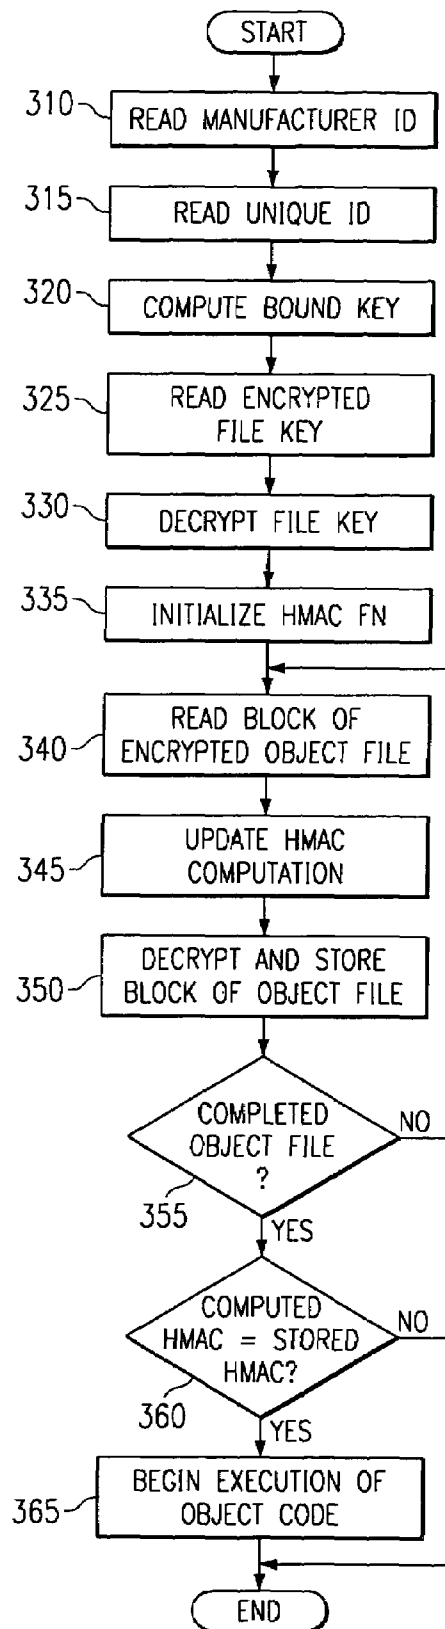 START
310
READ MANUFACTURER ID
315
READ UNIQUE ID
320
COMPUTE BOUND KEY
325
READ ENCRYPTED
FILE KEY
330
DECRYPT FILE KEY
335
INITIALIZE HMAC FN
340
READ BLOCK OF
ENCRYPTED OBJECT FILE
345
UPDATE HMAC
COMPUTATION
350
DECRYPT AND STORE
BLOCK OF OBJECT FILE
355
COMPLETED
OBJECT FILE
?
NO
YES
360
COMPUTED
HMAC = STORED
HMAC?
NO
YES
365
BEGIN EXECUTION OF
OBJECT CODE
END